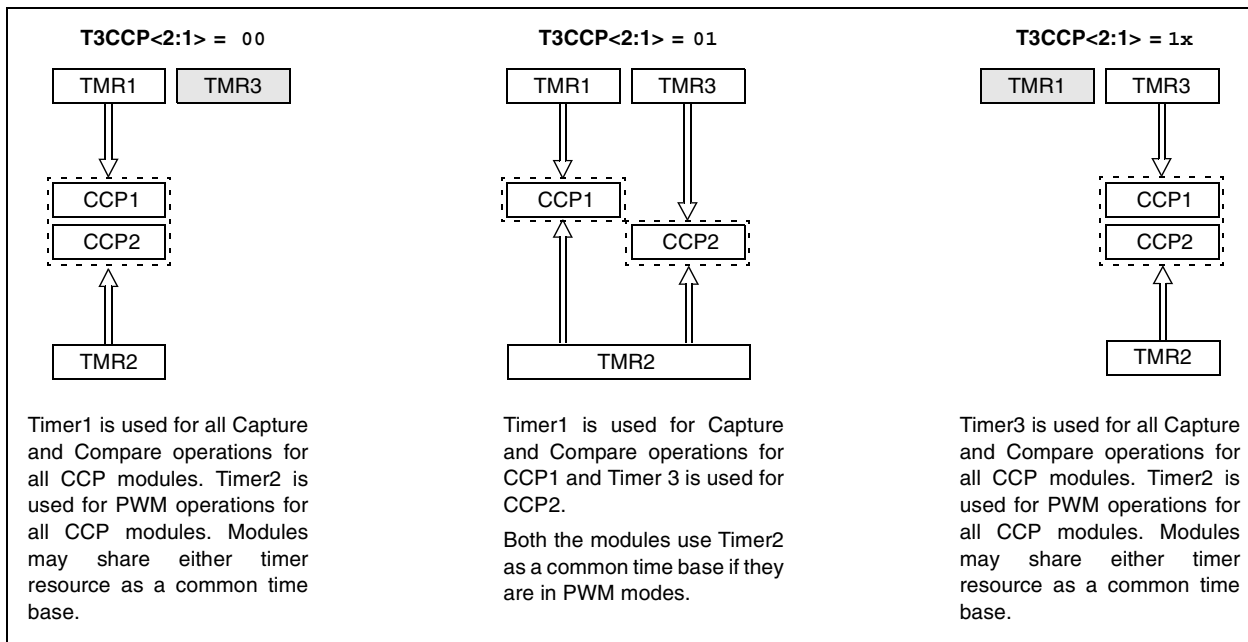 T3CCP<2:1> = 00
TMR1 TMR3
CCP1
CCP2
TMR2
Timer1 is used for all Capture
and Compare operations for
all CCP modules. Timer2 is
used for PWM operations for
all CCP modules. Modules
may share either timer
resource as a common time
base.
T3CCP<2:1> = 01
TMR1 TMR3
CCP1
CCP2
TMR2
Timer1 is used for Capture
and Compare operations for
CCP1 and Timer 3 is used for
CCP2.
Both the modules use Timer2
as a common time base if they
are in PWM modes.
T3CCP<2:1> = 1x
TMR1 TMR3
CCP1
CCP2
TMR2
Timer3 is used for all Capture
and Compare operations for
all CCP modules. Timer2 is
used for PWM operations for
all CCP modules. Modules
may share either timer
resource as a common time
base.